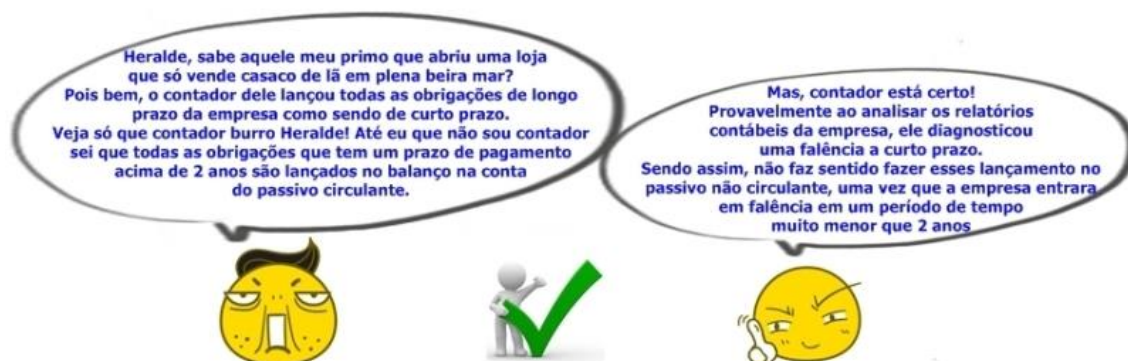 Heralde, sabe aquele meu primo que abriu uma loja
que só vende casaco de lã em plena beira mar?
Pois bem, o contador dele lançou todas as obrigações de longo
prazo da empresa como sendo de curto prazo.
Veja só que contador burro Heralde! Até eu que não sou contador
sei que todas as obrigações que tem um prazo de pagamento
acima de 2 anos são lançados no balanço na conta
do passivo circulante.
Mas, contador está certo!
Provavelmente ao analisar os relatórios
contábeis da empresa, ele diagnosticou
uma falência a curto prazo.
Sendo assim, não faz sentido fazer esses lançamento no
passivo não circulante, uma vez que a empresa entrara
em falência em um período de tempo
muito menor que 2 anos